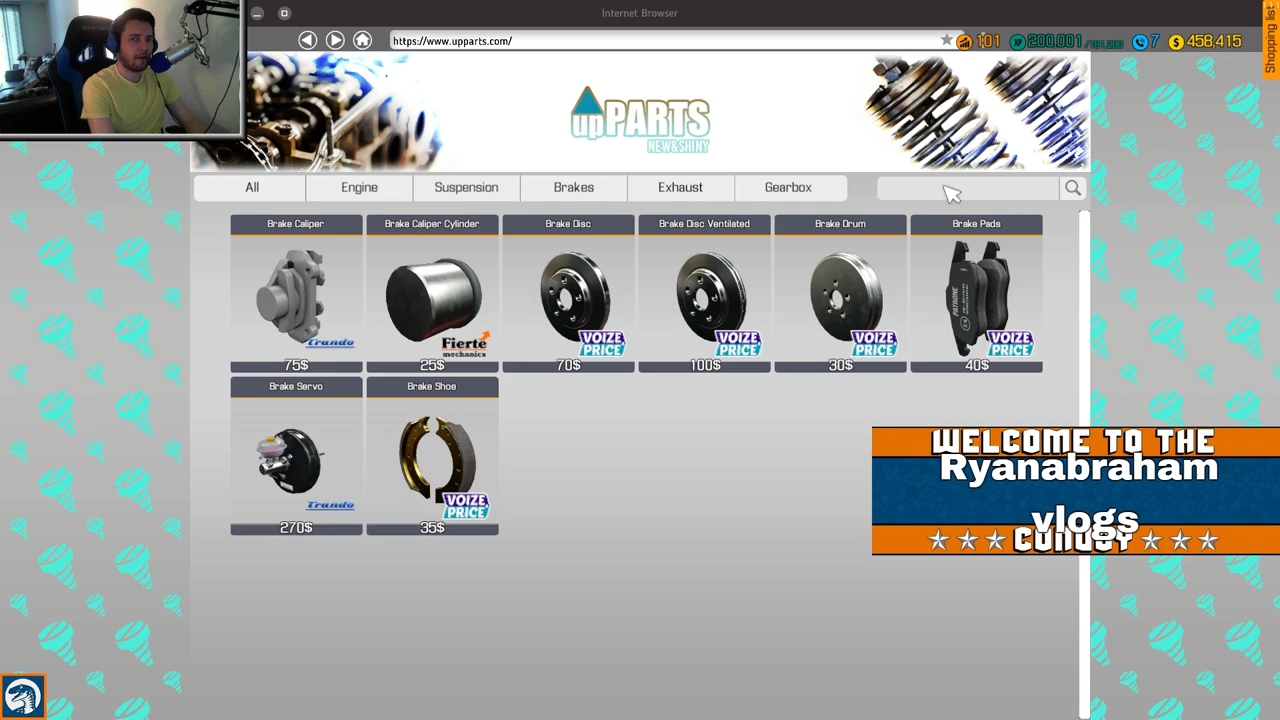 Internet Browser
https://www.upparts.com/
101
200,001
7
458,415
Shopping list
upPARTS
NEW&SHINY
All
Engine
Suspension
Brakes
Exhaust
Gearbox
Brake Caliper
Brake Caliper Cylinder
Brake Disc
Brake Disc Ventilated
Brake Drum
Brake Pads
Trando
Fierte mechanics
VOIZE PRICE
VOIZE PRICE
VOIZE PRICE
PATRONE
VOIZE PRICE
75$
25$
70$
100$
30$
40$
Brake Servo
Brake Shoe
Trando
VOIZE PRICE
270$
35$
WELCOME TO THE
Ryanabraham
vlogs